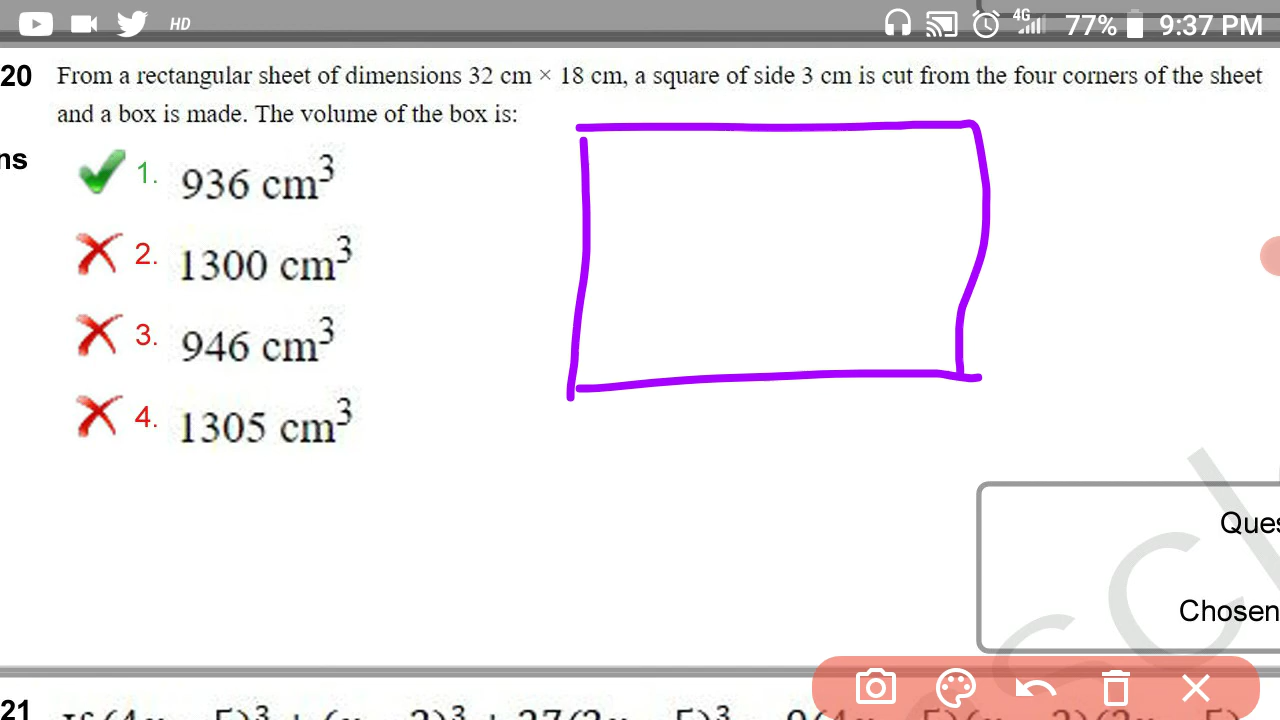 HD 4G 77% 9:37 PM
20 From a rectangular sheet of dimensions 32 cm × 18 cm, a square of side 3 cm is cut from the four corners of the sheet
and a box is made. The volume of the box is:
ns
1. 936 cm³
2. 1300 cm³
3. 946 cm³
4. 1305 cm³
Ques
Chosen
sch
21